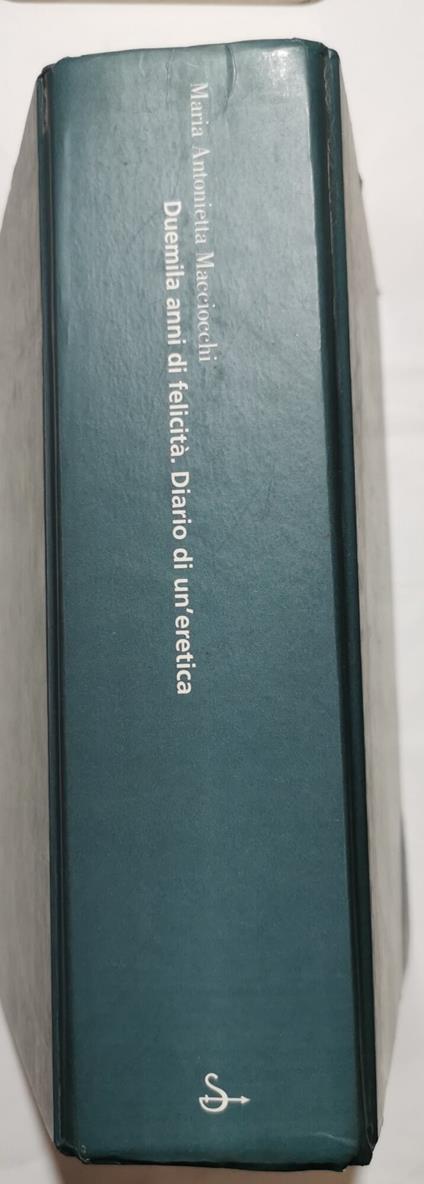 Maria Antonietta Macciocchi
Duemila anni di felicità. Diario di un'eretica